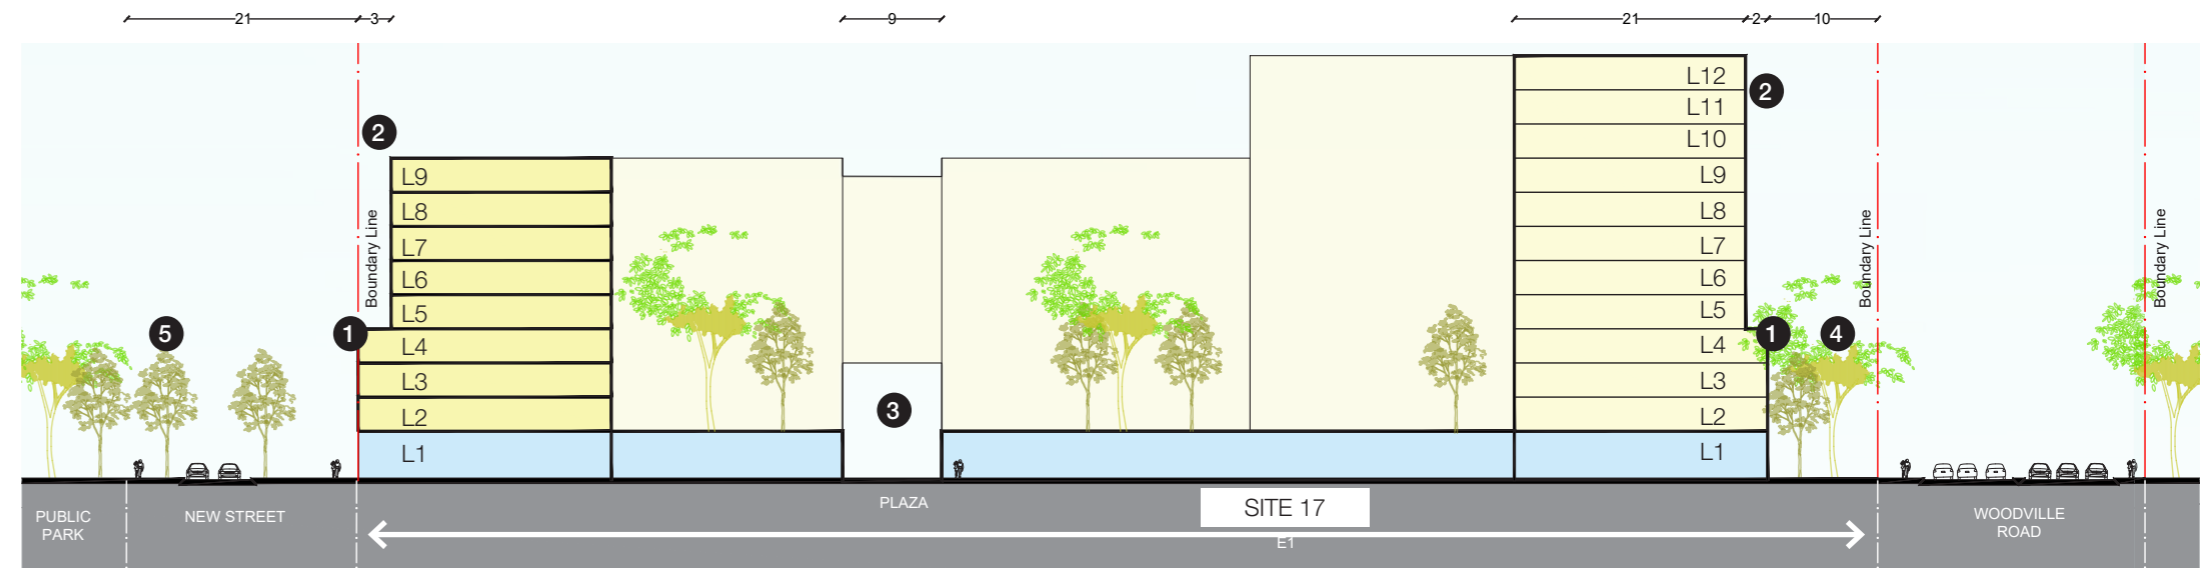 21
3
9
21
2
10
L12
2
L11
2
L10
L9
L9
L8
L8
Boundary Line
Boundary Line
Boundary Line
L7
L7
L6
L6
L5
L5
5
1
1
4
L4
L4
L3
L3
3
L2
L2
L1
L1
PLAZA
SITE 17
PUBLIC
PARK
NEW STREET
WOODVILLE
ROAD
E1